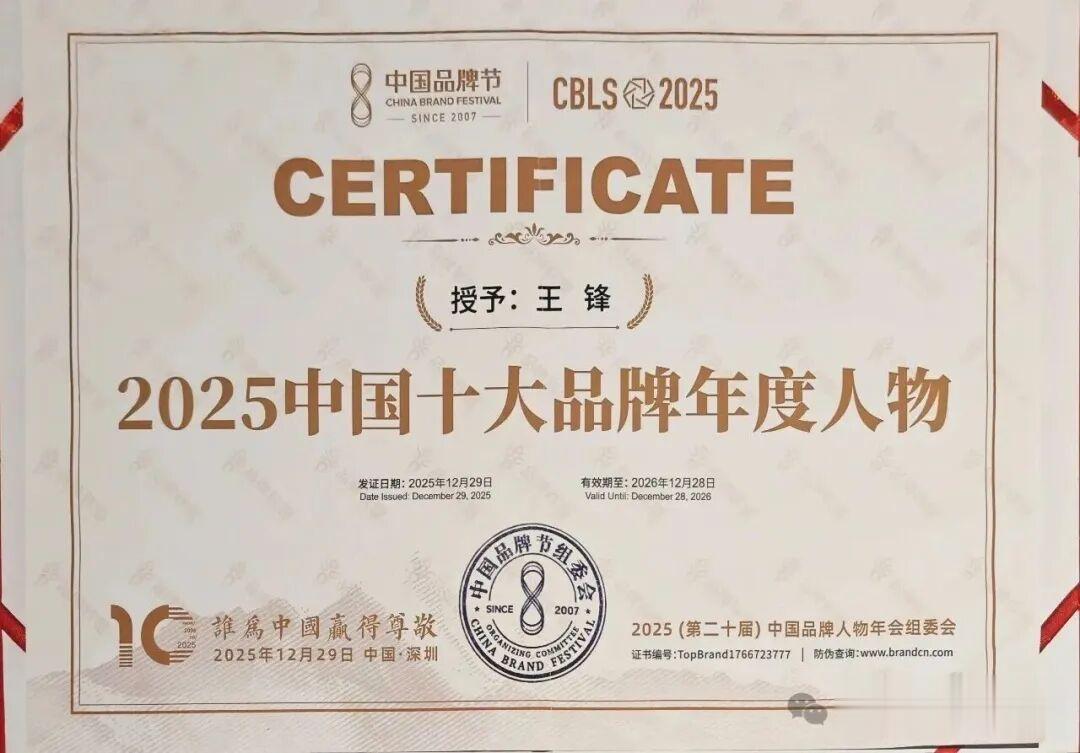 中国品牌节
CHINA BRAND FESTIVAL
SINCE 2007
CBLS 2025
CERTIFICATE
授予：王 锋
2025中国十大品牌年度人物
发证日期：2025年12月29日
Date Issued: December 29, 2025
有效期至：2026年12月28日
Valid Until: December 28, 2026
中国品牌节组委会
SINCE 2007
ORGANIZING COMMITTEE
CHINA BRAND FESTIVAL
誰為中國贏得尊敬
2025年12月29日 中国·深圳
2025 (第二十届) 中国品牌人物年会组委会
证书编号：TopBrand1766723777 | 防伪查询：www.brandcn.com